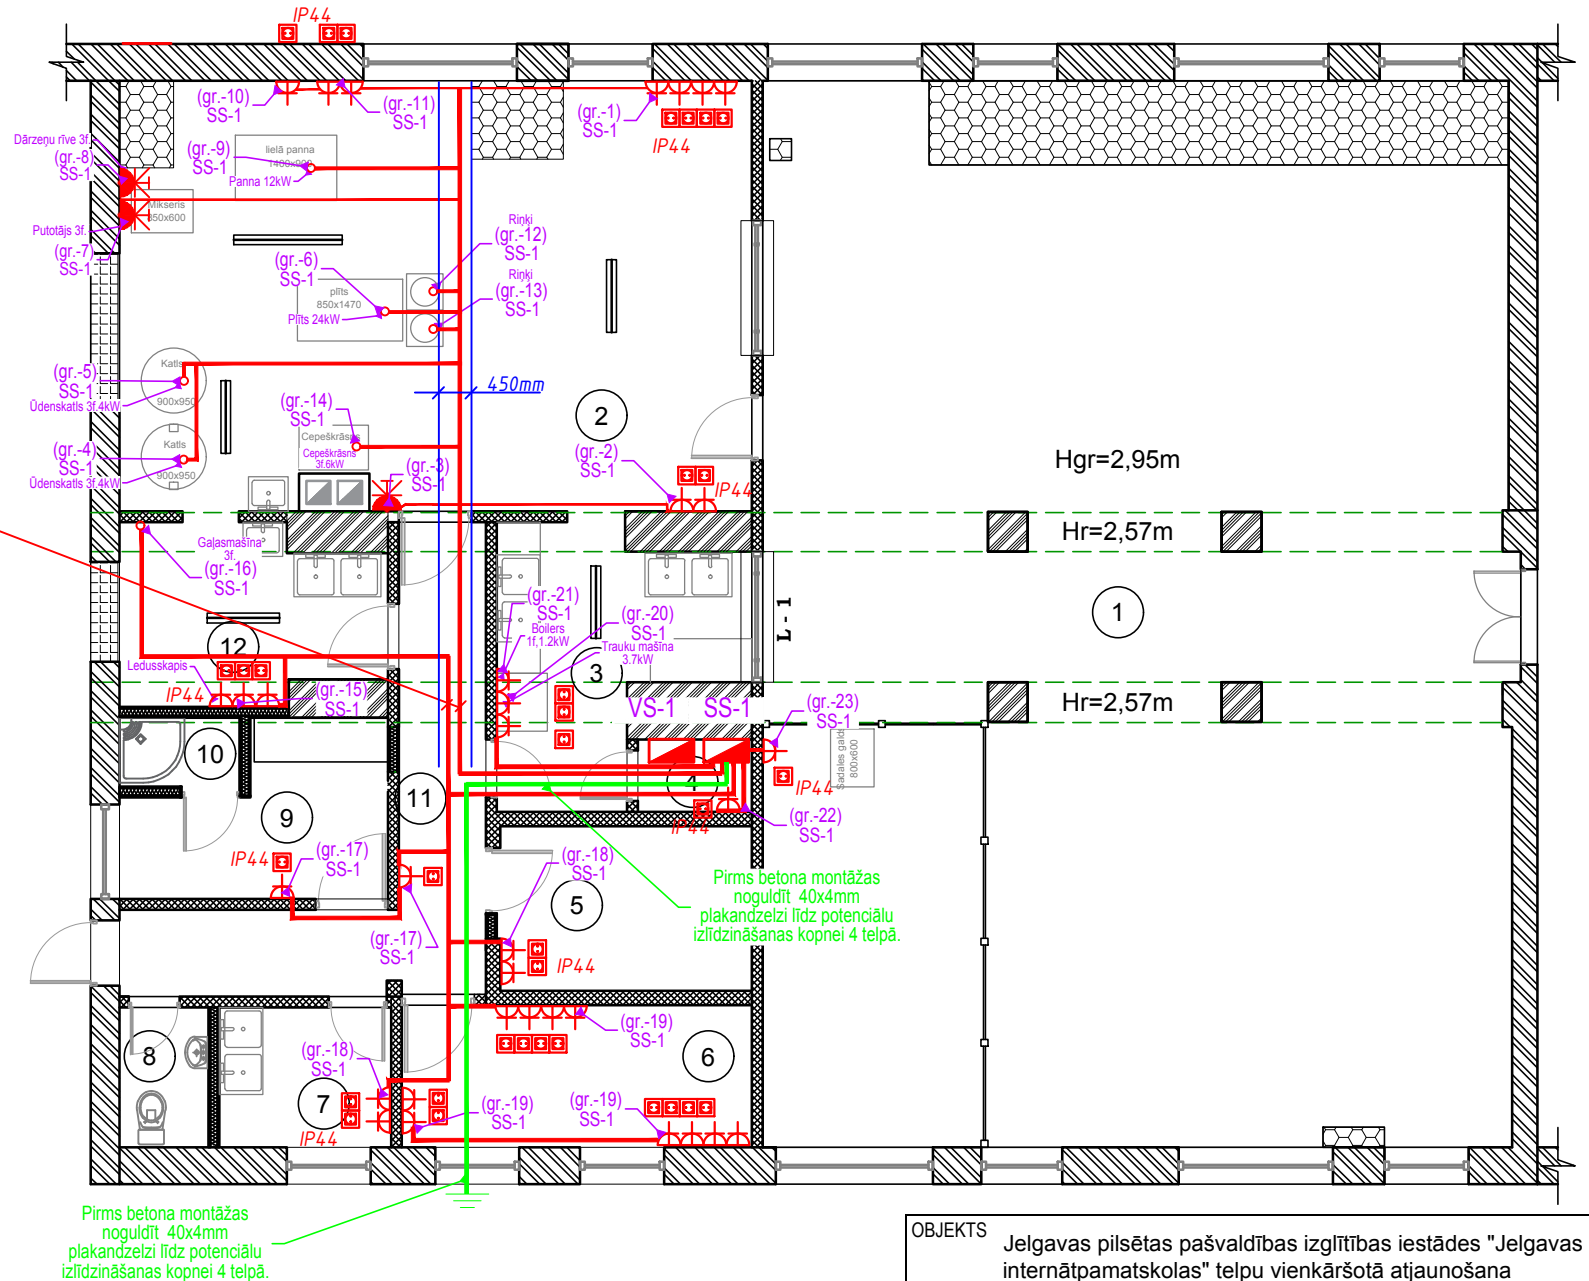 IP44
(gr.-10)
SS-1
(gr.-11)
SS-1
(gr.-1)
SS-1
IP44
Dārzeņu rīve 3f.
(gr.-8)
SS-1
(gr.-9)
SS-1
lielā panna
1400x900
Panna 12kW
Mikseris
850x600
Putotājs 3f.
(gr.-7)
SS-1
Riņķi
(gr.-12)
SS-1
(gr.-6)
SS-1
Riņķi
(gr.-13)
SS-1
plīts
850x1470
Plīts 24kW
Katls
900x950
(gr.-5)
SS-1
Ūdenskatls 3f.4kW
450mm
(gr.-14)
SS-1
2
Cepeškrāsns
Cepeškrāsns
3f.6kW
Katls
900x950
(gr.-4)
SS-1
Ūdenskatls 3f.4kW
(gr.-3)
SS-1
(gr.-2)
SS-1
IP44
Hgr=2,95m
Hr=2,57m
Gaļasmašīna
3f.
(gr.-16)
SS-1
(gr.-21)
SS-1
Boilers
1f,1.2kW
(gr.-20)
SS-1
Trauku mašīna
3.7kW
L-1
1
12
3
Ledusskapis
IP44
(gr.-15)
SS-1
VS-1
SS-1
(gr.-23)
SS-1
Hr=2,57m
10
Sadales galds
800x600
11
4
IP44
9
IP44
(gr.-22)
SS-1
IP44
(gr.-17)
SS-1
(gr.-18)
SS-1
5
Pirms betona montāžas
noguldīt 40x4mm
plakandzelzi līdz potenciālu
izlīdzināšanas kopnei 4 telpā.
(gr.-17)
SS-1
IP44
(gr.-19)
SS-1
8
(gr.-18)
SS-1
6
7
IP44
(gr.-19)
SS-1
(gr.-19)
SS-1
Pirms betona montāžas
noguldīt 40x4mm
plakandzelzi līdz potenciālu
izlīdzināšanas kopnei 4 telpā.
OBJEKTS
Jelgavas pilsētas pašvaldības izglītības iestādes "Jelgavas
internātpamatskolas" telpu vienkāršotā atjaunošana